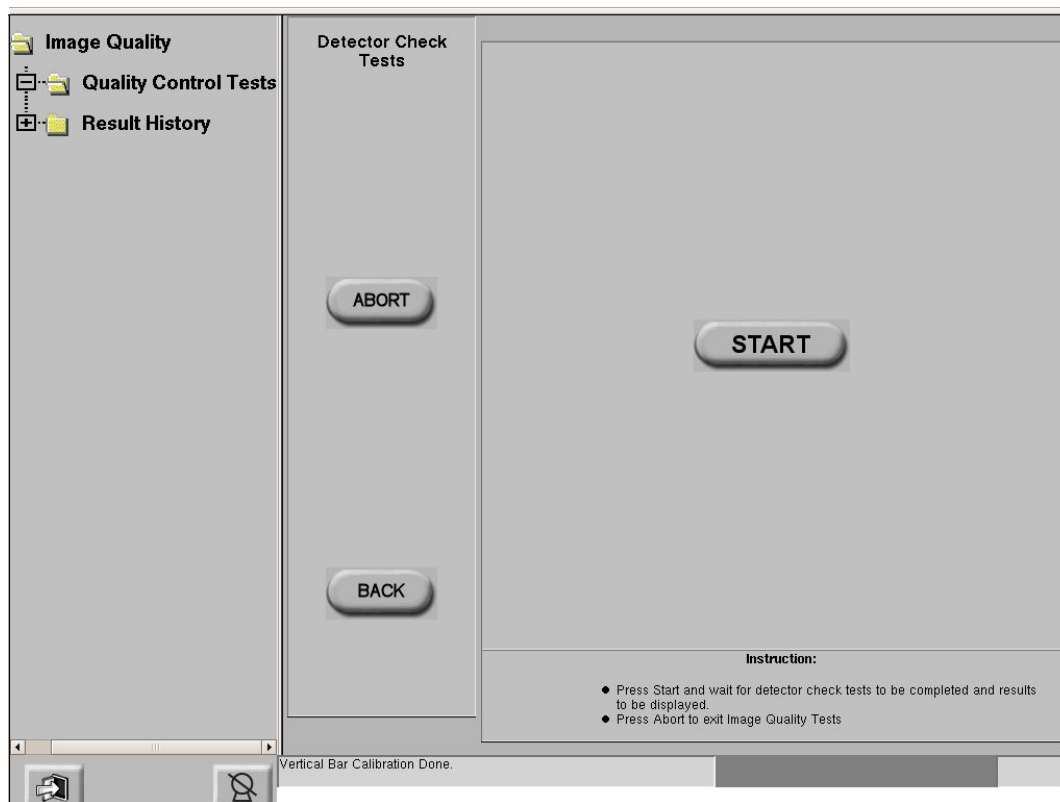 Image Quality
Quality Control Tests
Result History
Detector Check
Tests
ABORT
BACK
START
Instruction:
● Press Start and wait for detector check tests to be completed and results
to be displayed.
● Press Abort to exit Image Quality Tests
Vertical Bar Calibration Done.